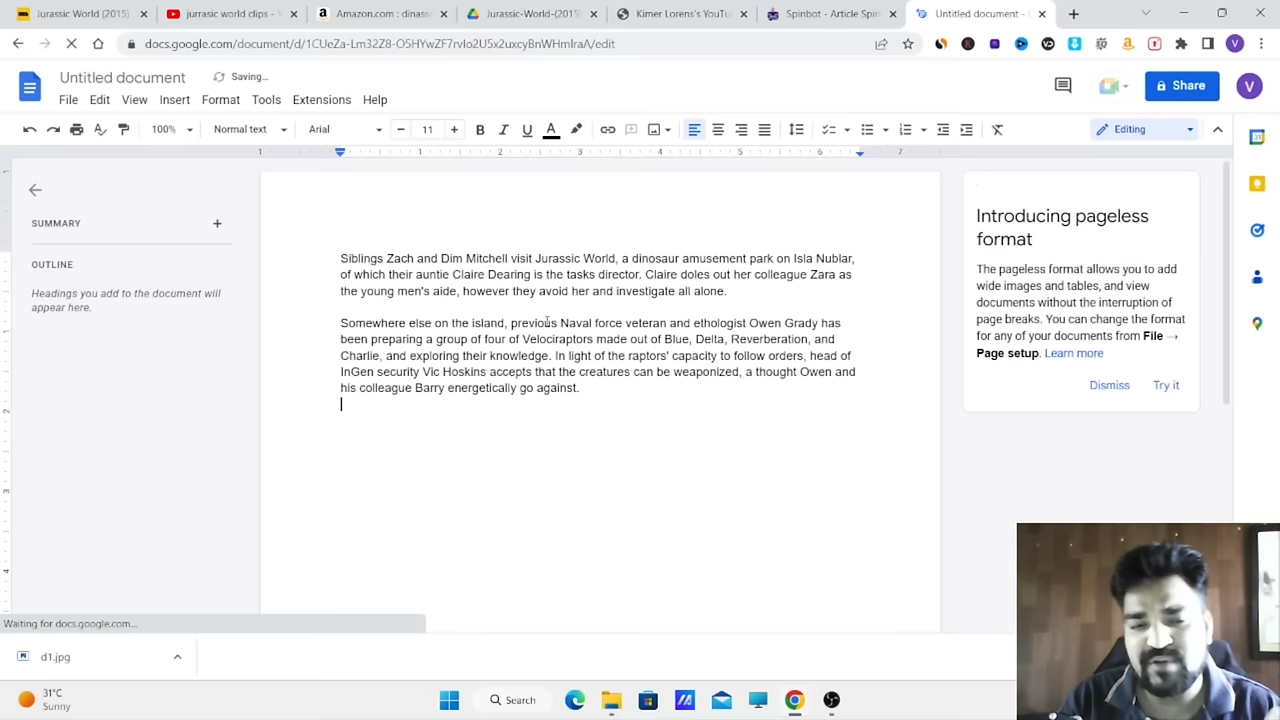 Jurassic World (2015)
jurrasic world clips -
Amazon.com : dinas
Jurassic-World-(2015)
Kimer Lorens's YouTu
Spinbot - Article Spin
Untitled document -
docs.google.com/document/d/
/edit
Untitled document
Saving...
File Edit View Insert Format Tools Extensions Help
Share
V
100% Normal text Arial 11
Editing
1 1 2 3 4 5 6 7
SUMMARY
OUTLINE
Headings you add to the document will
appear here.
Siblings Zach and Dim Mitchell visit Jurassic World, a dinosaur amusement park on Isla Nublar,
of which their auntie Claire Dearing is the tasks director. Claire doles out her colleague Zara as
the young men's aide, however they avoid her and investigate all alone.
Somewhere else on the island, previous Naval force veteran and ethologist Owen Grady has
been preparing a group of four of Velociraptors made out of Blue, Delta, Reverberation, and
Charlie, and exploring their knowledge. In light of the raptors' capacity to follow orders, head of
InGen security Vic Hoskins accepts that the creatures can be weaponized, a thought Owen and
his colleague Barry energetically go against.
Introducing pageless
format
The pageless format allows you to add
wide images and tables, and view
documents without the interruption of
page breaks. You can change the format
for any of your documents from File →
Page setup. Learn more
Dismiss Try it
Waiting for docs.google.com...
d1.jpg
31°C
Sunny
Search